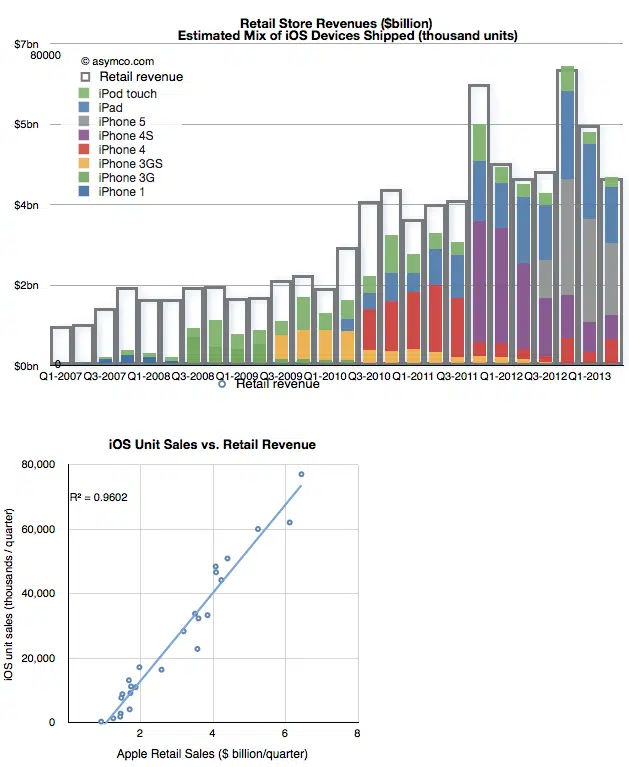 Retail Store Revenues ($billion)
Estimated Mix of iOS Devices Shipped (thousand units)
$7bn
80000
© asymco.com
Retail revenue
iPod touch
iPad
iPhone 5
iPhone 4S
iPhone 4
iPhone 3GS
iPhone 3G
iPhone 1
$5bn
$4bn
$2bn
$0bn
0
Q1-2007 Q3-2007 Q1-2008 Q3-2008 Q1-2009 Q3-2009 Q1-2010 Q3-2010 Q1-2011 Q3-2011 Q1-2012 Q3-2012 Q1-2013
Retail revenue
iOS Unit Sales vs. Retail Revenue
80,000
R² = 0.9602
60,000
40,000
20,000
0
iOS unit sales (thousands / quarter)
2 4 6 8
Apple Retail Sales ($ billion/quarter)